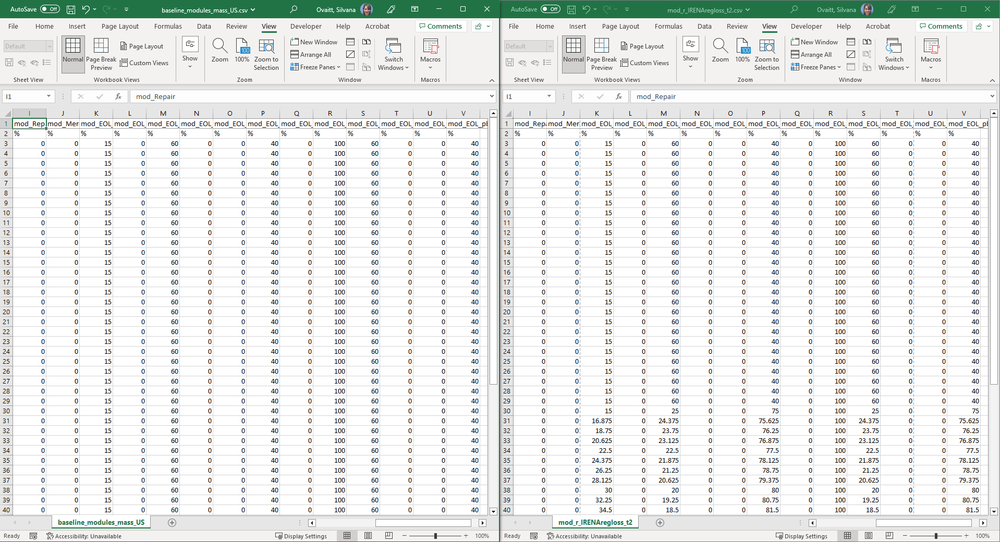 AutoSave Off baseline_modules_mass_US.csv Ovaitt, Silvana
File Home Insert Page Layout Formulas Data Review View Developer Help Acrobat Comments
Default
Normal
Page Break Preview
Page Layout
Custom Views
Show
Zoom
100
100%
Zoom to Selection
New Window
Arrange All
Freeze Panes
Switch Windows
Macros
Sheet View Workbook Views Zoom Window Macros
I1 fx mod_Repair
I J K L M N O P Q R S T U V
1 mod_Rep mod_Mer mod_EOL_ mod_EOL_ mod_EOL_ mod_EOL_ mod_EOL_ mod_EOL_ mod_EOL_ mod_EOL_ mod_EOL_ mod_EOL_ mod_EOL_ mod_EOL_pb
2 % % % % % % % % % % % % % %
3 0 0 15 0 60 0 0 40 0 100 60 0 0 40
4 0 0 15 0 60 0 0 40 0 100 60 0 0 40
5 0 0 15 0 60 0 0 40 0 100 60 0 0 40
6 0 0 15 0 60 0 0 40 0 100 60 0 0 40
7 0 0 15 0 60 0 0 40 0 100 60 0 0 40
8 0 0 15 0 60 0 0 40 0 100 60 0 0 40
9 0 0 15 0 60 0 0 40 0 100 60 0 0 40
10 0 0 15 0 60 0 0 40 0 100 60 0 0 40
11 0 0 15 0 60 0 0 40 0 100 60 0 0 40
12 0 0 15 0 60 0 0 40 0 100 60 0 0 40
13 0 0 15 0 60 0 0 40 0 100 60 0 0 40
14 0 0 15 0 60 0 0 40 0 100 60 0 0 40
15 0 0 15 0 60 0 0 40 0 100 60 0 0 40
16 0 0 15 0 60 0 0 40 0 100 60 0 0 40
17 0 0 15 0 60 0 0 40 0 100 60 0 0 40
18 0 0 15 0 60 0 0 40 0 100 60 0 0 40
19 0 0 15 0 60 0 0 40 0 100 60 0 0 40
20 0 0 15 0 60 0 0 40 0 100 60 0 0 40
21 0 0 15 0 60 0 0 40 0 100 60 0 0 40
22 0 0 15 0 60 0 0 40 0 100 60 0 0 40
23 0 0 15 0 60 0 0 40 0 100 60 0 0 40
24 0 0 15 0 60 0 0 40 0 100 60 0 0 40
25 0 0 15 0 60 0 0 40 0 100 60 0 0 40
26 0 0 15 0 60 0 0 40 0 100 60 0 0 40
27 0 0 15 0 60 0 0 40 0 100 60 0 0 40
28 0 0 15 0 60 0 0 40 0 100 60 0 0 40
29 0 0 15 0 60 0 0 40 0 100 60 0 0 40
30 0 0 15 0 60 0 0 40 0 100 60 0 0 40
31 0 0 15 0 60 0 0 40 0 100 60 0 0 40
32 0 0 15 0 60 0 0 40 0 100 60 0 0 40
33 0 0 15 0 60 0 0 40 0 100 60 0 0 40
34 0 0 15 0 60 0 0 40 0 100 60 0 0 40
35 0 0 15 0 60 0 0 40 0 100 60 0 0 40
36 0 0 15 0 60 0 0 40 0 100 60 0 0 40
37 0 0 15 0 60 0 0 40 0 100 60 0 0 40
38 0 0 15 0 60 0 0 40 0 100 60 0 0 40
39 0 0 15 0 60 0 0 40 0 100 60 0 0 40
40 0 0 15 0 60 0 0 40 0 100 60 0 0 40
baseline_modules_mass_US
Ready Accessibility: Unavailable Display Settings 100%
AutoSave Off mod_r_IRENAregloss_t2.csv Ovaitt, Silvana
File Home Insert Page Layout Formulas Data Review View Developer Help Acrobat Comments
Default
Normal
Page Break Preview
Page Layout
Custom Views
Show
Zoom
100
100%
Zoom to Selection
New Window
Arrange All
Freeze Panes
Switch Windows
Macros
Sheet View Workbook Views Zoom Window Macros
I1 fx mod_Repair
I J K L M N O P Q R S T U V
1 mod_Repa mod_Mer mod_EOL_ mod_EOL_ mod_EOL_ mod_EOL_ mod_EOL_ mod_EOL_ mod_EOL_ mod_EOL_ mod_EOL_ mod_EOL_ mod_EOL_ mod_EOL_pb
2 % % % % % % % % % % % % % %
3 0 0 15 0 60 0 0 40 0 100 60 0 0 40
4 0 0 15 0 60 0 0 40 0 100 60 0 0 40
5 0 0 15 0 60 0 0 40 0 100 60 0 0 40
6 0 0 15 0 60 0 0 40 0 100 60 0 0 40
7 0 0 15 0 60 0 0 40 0 100 60 0 0 40
8 0 0 15 0 60 0 0 40 0 100 60 0 0 40
9 0 0 15 0 60 0 0 40 0 100 60 0 0 40
10 0 0 15 0 60 0 0 40 0 100 60 0 0 40
11 0 0 15 0 60 0 0 40 0 100 60 0 0 40
12 0 0 15 0 60 0 0 40 0 100 60 0 0 40
13 0 0 15 0 60 0 0 40 0 100 60 0 0 40
14 0 0 15 0 60 0 0 40 0 100 60 0 0 40
15 0 0 15 0 60 0 0 40 0 100 60 0 0 40
16 0 0 15 0 60 0 0 40 0 100 60 0 0 40
17 0 0 15 0 60 0 0 40 0 100 60 0 0 40
18 0 0 15 0 60 0 0 40 0 100 60 0 0 40
19 0 0 15 0 60 0 0 40 0 100 60 0 0 40
20 0 0 15 0 60 0 0 40 0 100 60 0 0 40
21 0 0 15 0 60 0 0 40 0 100 60 0 0 40
22 0 0 15 0 60 0 0 40 0 100 60 0 0 40
23 0 0 15 0 60 0 0 40 0 100 60 0 0 40
24 0 0 15 0 60 0 0 40 0 100 60 0 0 40
25 0 0 15 0 60 0 0 40 0 100 60 0 0 40
26 0 0 15 0 60 0 0 40 0 100 60 0 0 40
27 0 0 15 0 60 0 0 40 0 100 60 0 0 40
28 0 0 15 0 60 0 0 40 0 100 60 0 0 40
29 0 0 15 0 60 0 0 40 0 100 60 0 0 40
30 0 0 15 0 25 0 0 75 0 100 25 0 0 75
31 0 0 16.875 0 24.375 0 0 75.625 0 100 24.375 0 0 75.625
32 0 0 18.75 0 23.75 0 0 76.25 0 100 23.75 0 0 76.25
33 0 0 20.625 0 23.125 0 0 76.875 0 100 23.125 0 0 76.875
34 0 0 22.5 0 22.5 0 0 77.5 0 100 22.5 0 0 77.5
35 0 0 24.375 0 21.875 0 0 78.125 0 100 21.875 0 0 78.125
36 0 0 26.25 0 21.25 0 0 78.75 0 100 21.25 0 0 78.75
37 0 0 28.125 0 20.625 0 0 79.375 0 100 20.625 0 0 79.375
38 0 0 30 0 20 0 0 80 0 100 20 0 0 80
39 0 0 32.25 0 19.25 0 0 80.75 0 100 19.25 0 0 80.75
40 0 0 34.5 0 18.5 0 0 81.5 0 100 18.5 0 0 81.5
mod_r_IRENAregloss_t2
Ready Accessibility: Unavailable Display Settings 100%